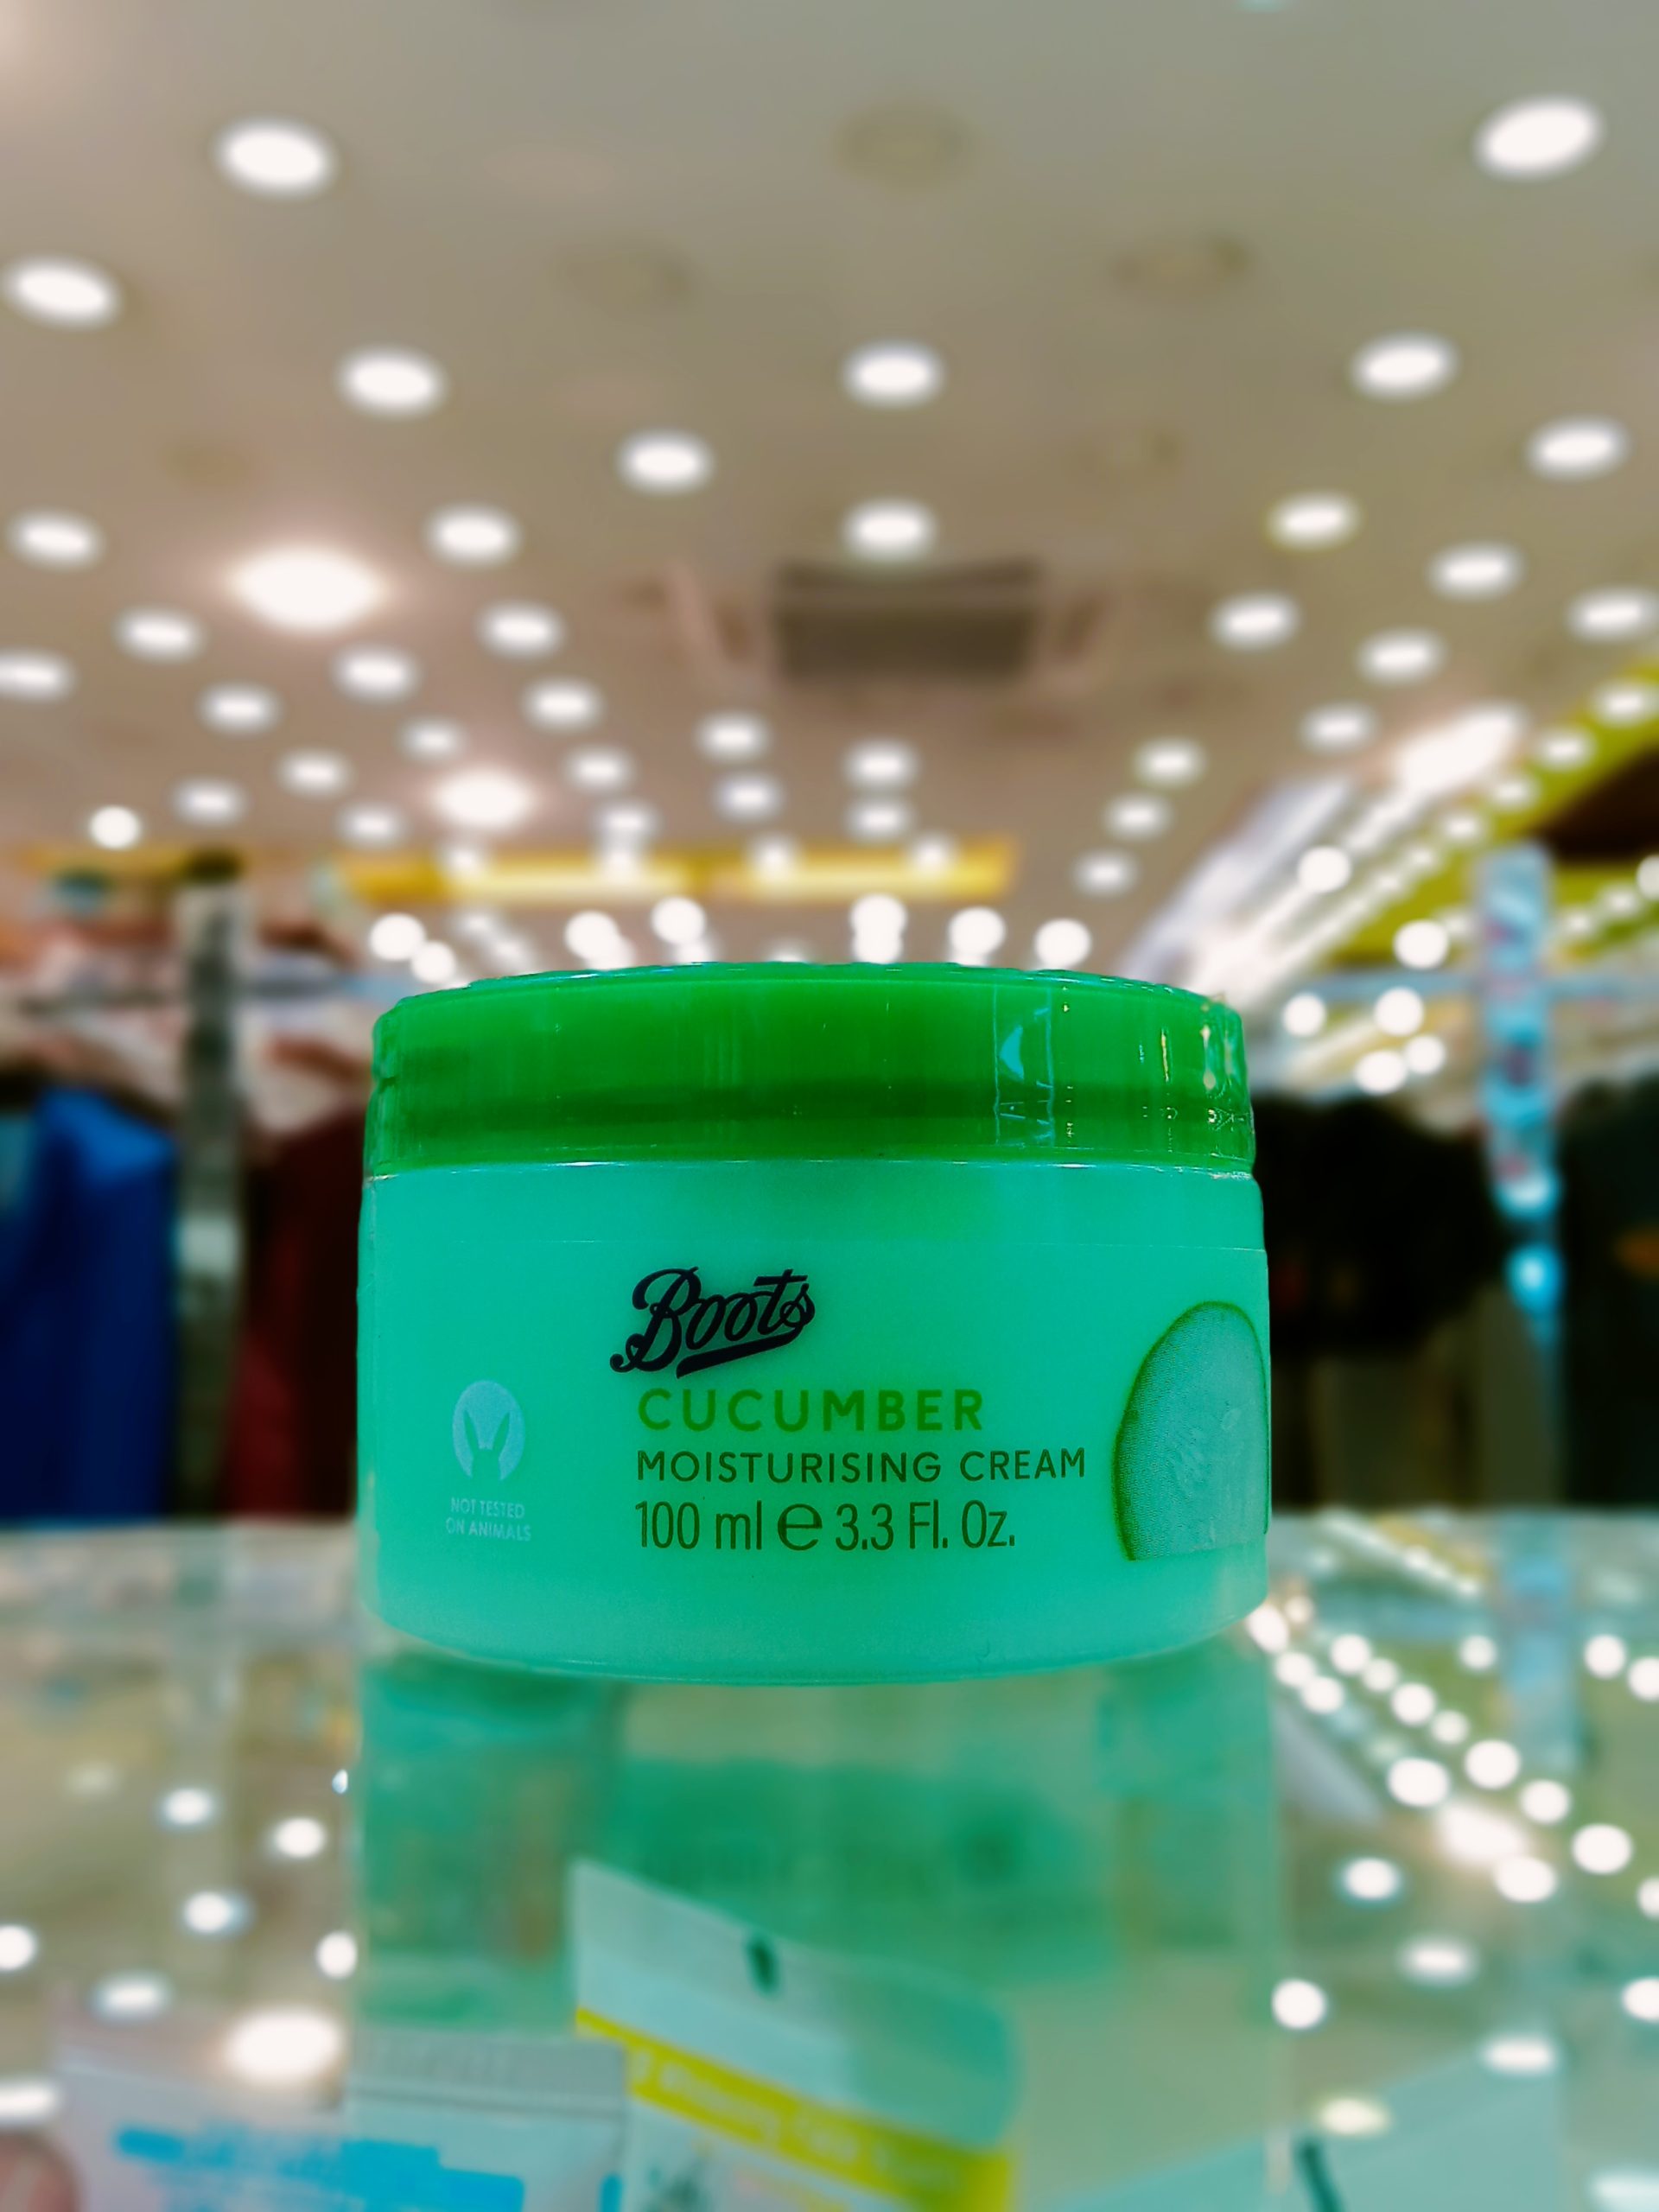 Boots
CUCUMBER
MOISTURISING CREAM
100 ml e 3.3 Fl. Oz.
NOT TESTED
ON ANIMALS